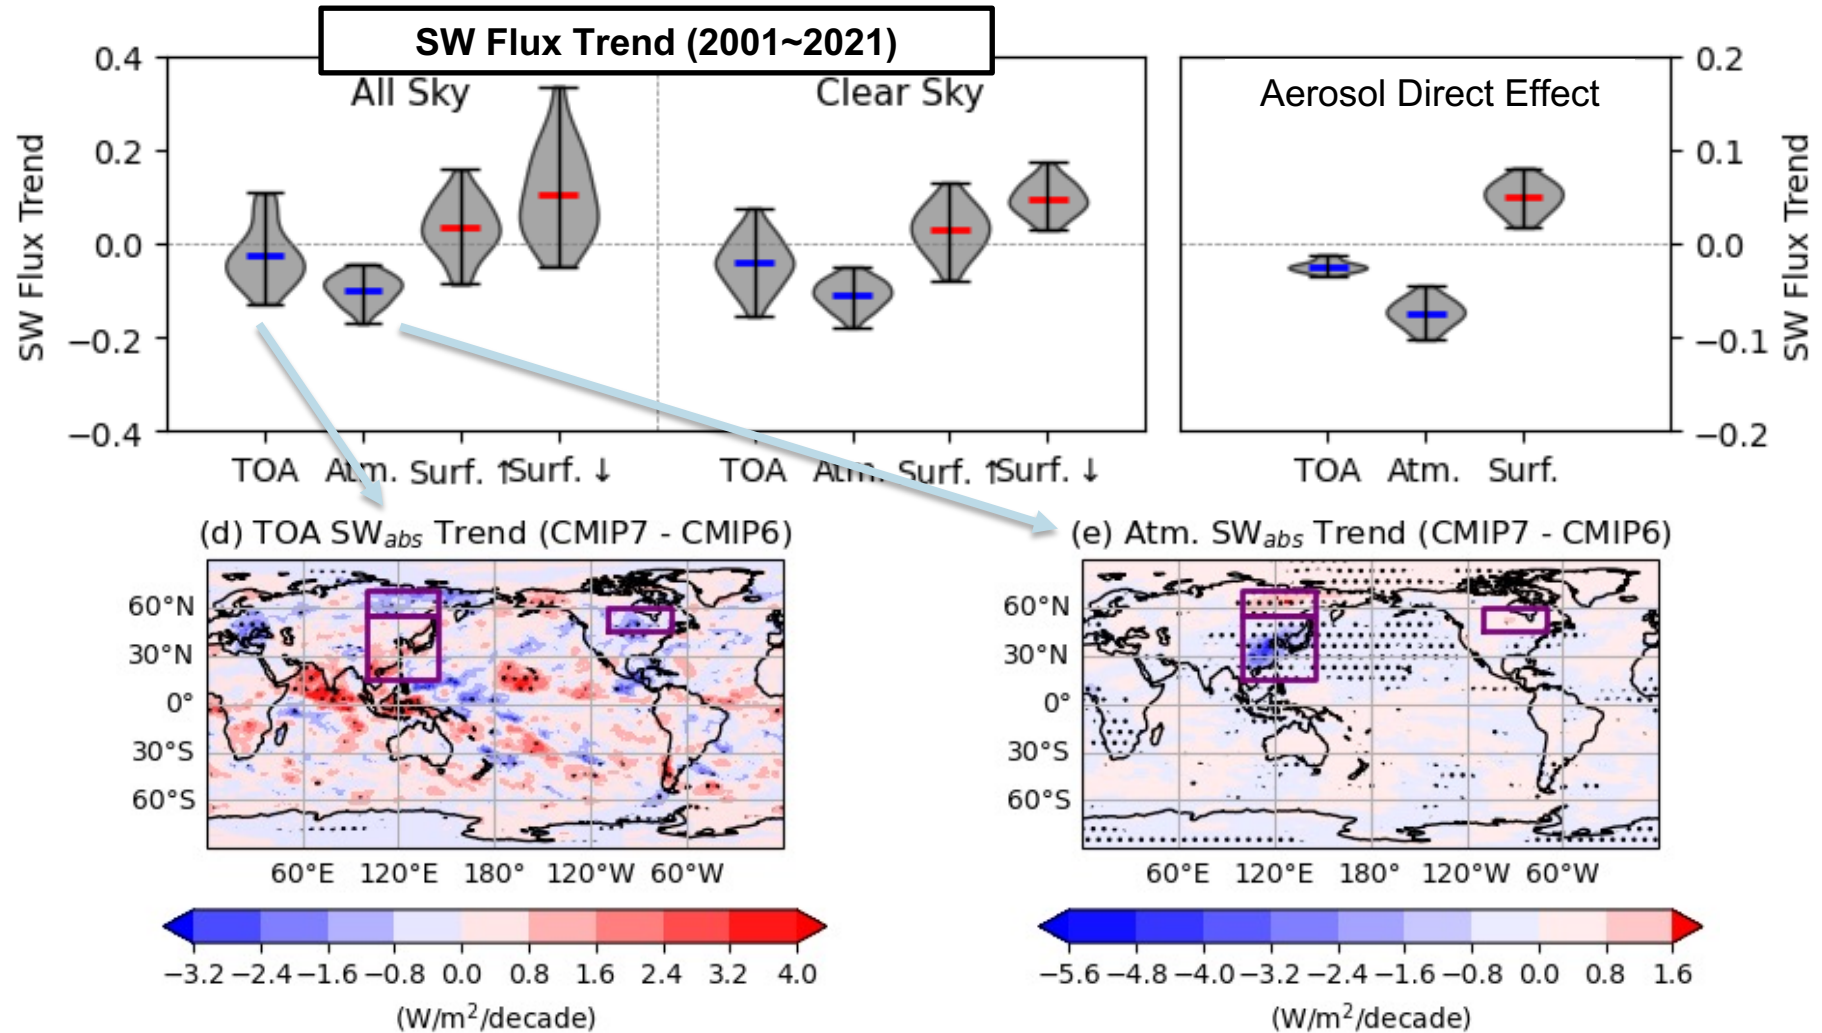 SW Flux Trend (2001~2021)
All Sky
Clear Sky
Aerosol Direct Effect
SW Flux Trend
0.4
0.2
0.0
−0.2
−0.4
0.2
0.1
0.0
−0.1
−0.2
SW Flux Trend
TOA Atm. Surf. ↑ Surf. ↓ TOA Atm. Surf. ↑ Surf. ↓ TOA Atm. Surf.
(d) TOA SWabs Trend (CMIP7 - CMIP6)
60°N
30°N
0°
30°S
60°S
60°E 120°E 180° 120°W 60°W
−3.2 −2.4 −1.6 −0.8 0.0 0.8 1.6 2.4 3.2 4.0
(W/m²/decade)
(e) Atm. SWabs Trend (CMIP7 - CMIP6)
60°N
30°N
0°
30°S
60°S
60°E 120°E 180° 120°W 60°W
−5.6 −4.8 −4.0 −3.2 −2.4 −1.6 −0.8 0.0 0.8 1.6
(W/m²/decade)